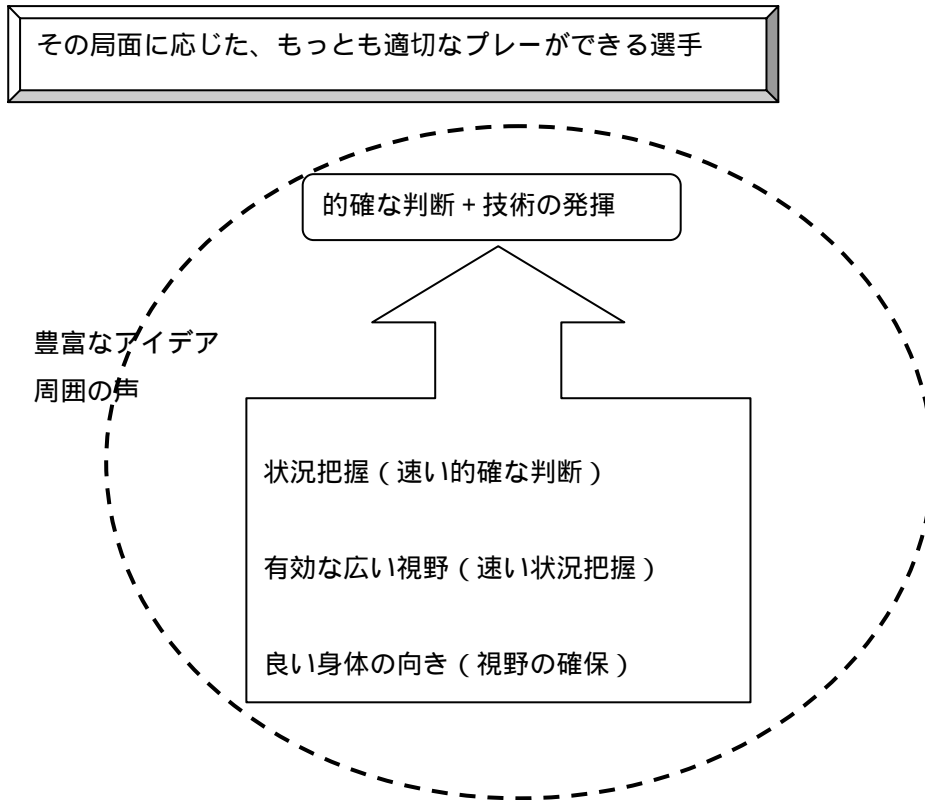 その局面に応じた、もっとも適切なプレーができる選手
的確な判断+技術の発揮
豊富なアイデア
周囲の声
状況把握(速い的確な判断)
有効な広い視野(速い状況把握)
良い身体の向き(視野の確保)